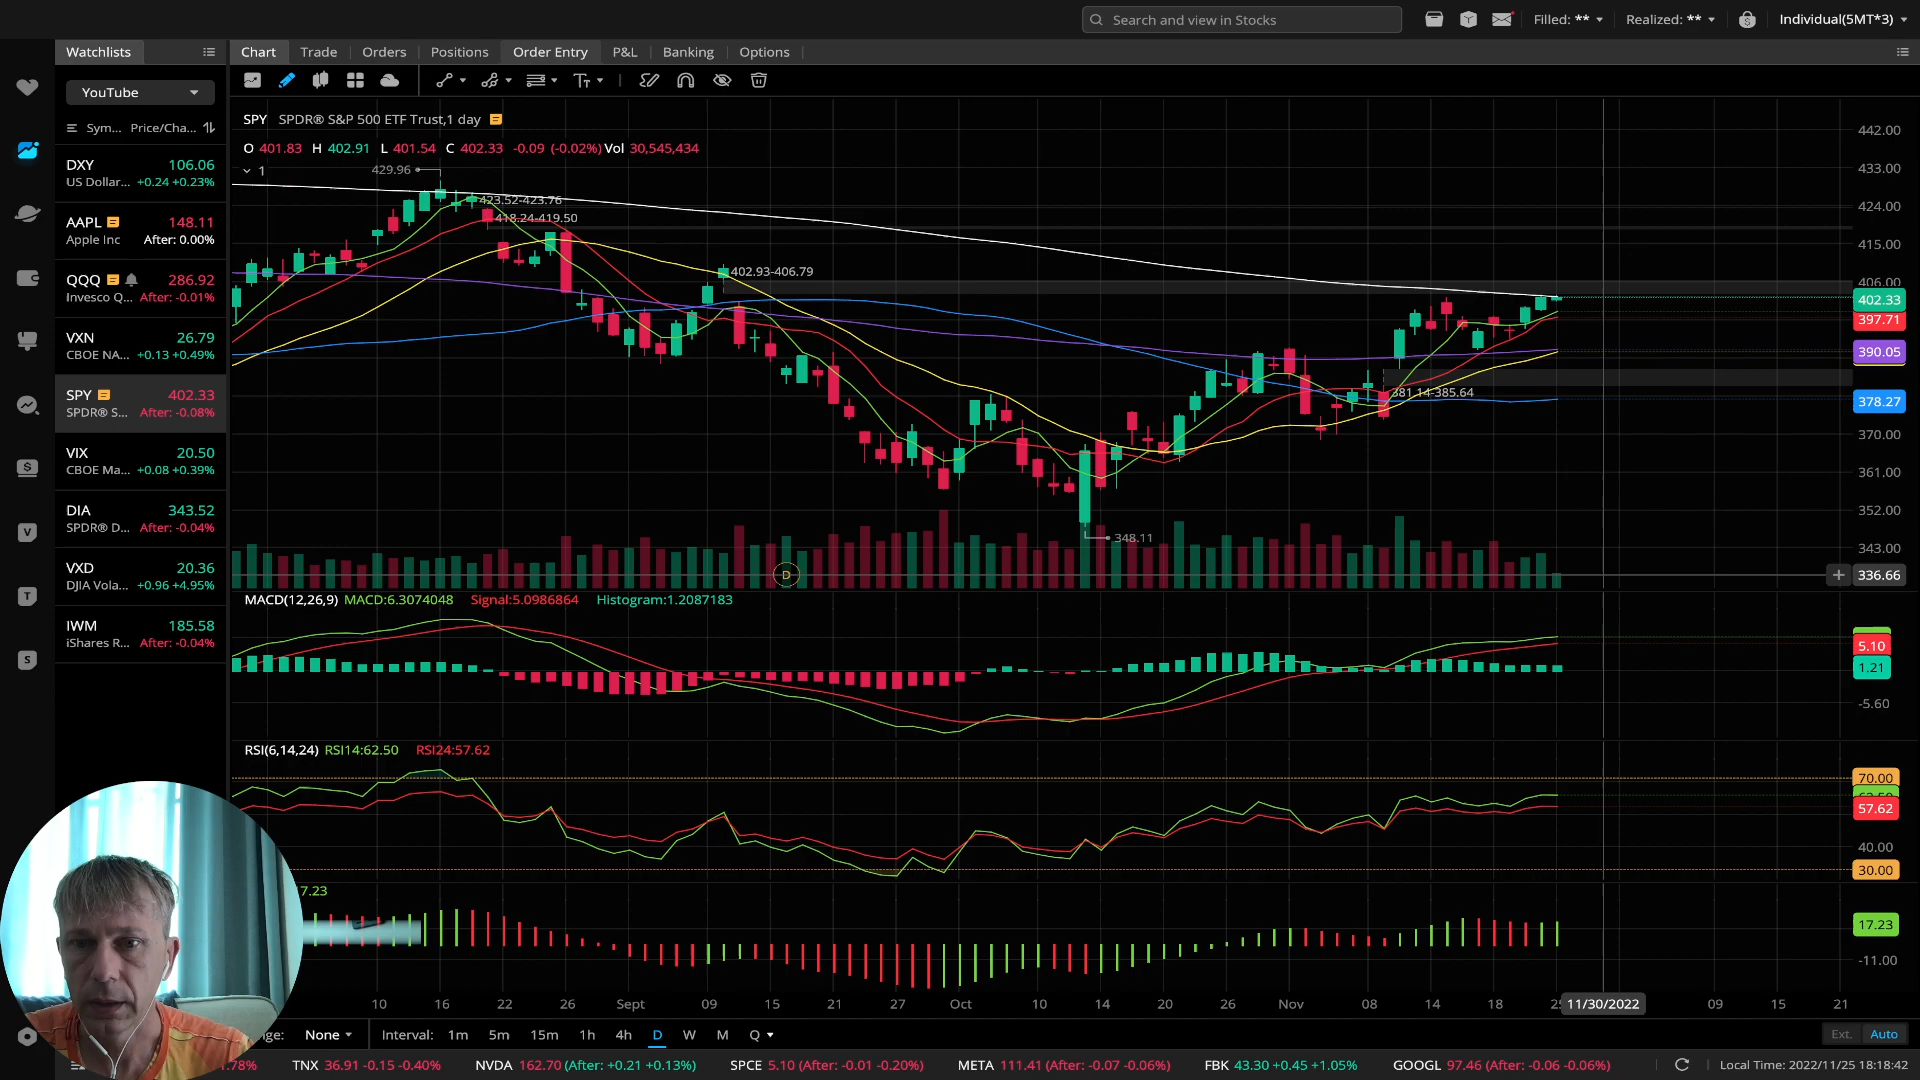 Search and view in Stocks
Filled: **
Realized: **
Individual(5MT*3)
Watchlists
Chart Trade Orders Positions Order Entry P&L Banking Options
YouTube
Sym... Price/Cha...
DXY 106.06
US Dollar... +0.24 +0.23%
AAPL 148.11
Apple Inc After: 0.00%
QQQ 286.92
Invesco Q... After: -0.01%
VXN 26.79
CBOE NA... +0.13 +0.49%
SPY 402.33
SPDR® S... After: -0.08%
VIX 20.50
CBOE Ma... +0.08 +0.39%
DIA 343.52
SPDR® D... After: -0.04%
VXD 20.36
DJIA Vola... +0.96 +4.95%
IWM 185.58
iShares R... After: -0.04%
SPY SPDR® S&P 500 ETF Trust,1 day
O 401.83 H 402.91 L 401.54 C 402.33 -0.09 (-0.02%) Vol 30,545,434
1
429.96
423.52-423.76
418.24-419.50
402.93-406.79
381.14-385.64
348.11
D
442.00
433.00
424.00
415.00
406.00
402.33
397.71
390.05
378.27
370.00
361.00
352.00
343.00
336.66
MACD(12,26,9) MACD:6.3074048 Signal:5.0986864 Histogram:1.2087183
5.10
1.21
-5.60
RSI(6,14,24) RSI14:62.50 RSI24:57.62
70.00
57.62
40.00
30.00
7.23
17.23
-11.00
10 16 22 26 Sept 09 15 21 27 Oct 10 14 20 26 Nov 08 14 18 11/30/2022 09 15 21
None Interval: 1m 5m 15m 1h 4h D W M Q
Ext. Auto
1.78% TNX 36.91 -0.15 -0.40% NVDA 162.70 (After: +0.21 +0.13%) SPCE 5.10 (After: -0.01 -0.20%) META 111.41 (After: -0.07 -0.06%) FBK 43.30 +0.45 +1.05% GOOGL 97.46 (After: -0.06 -0.06%)
Local Time: 2022/11/25 18:18:42